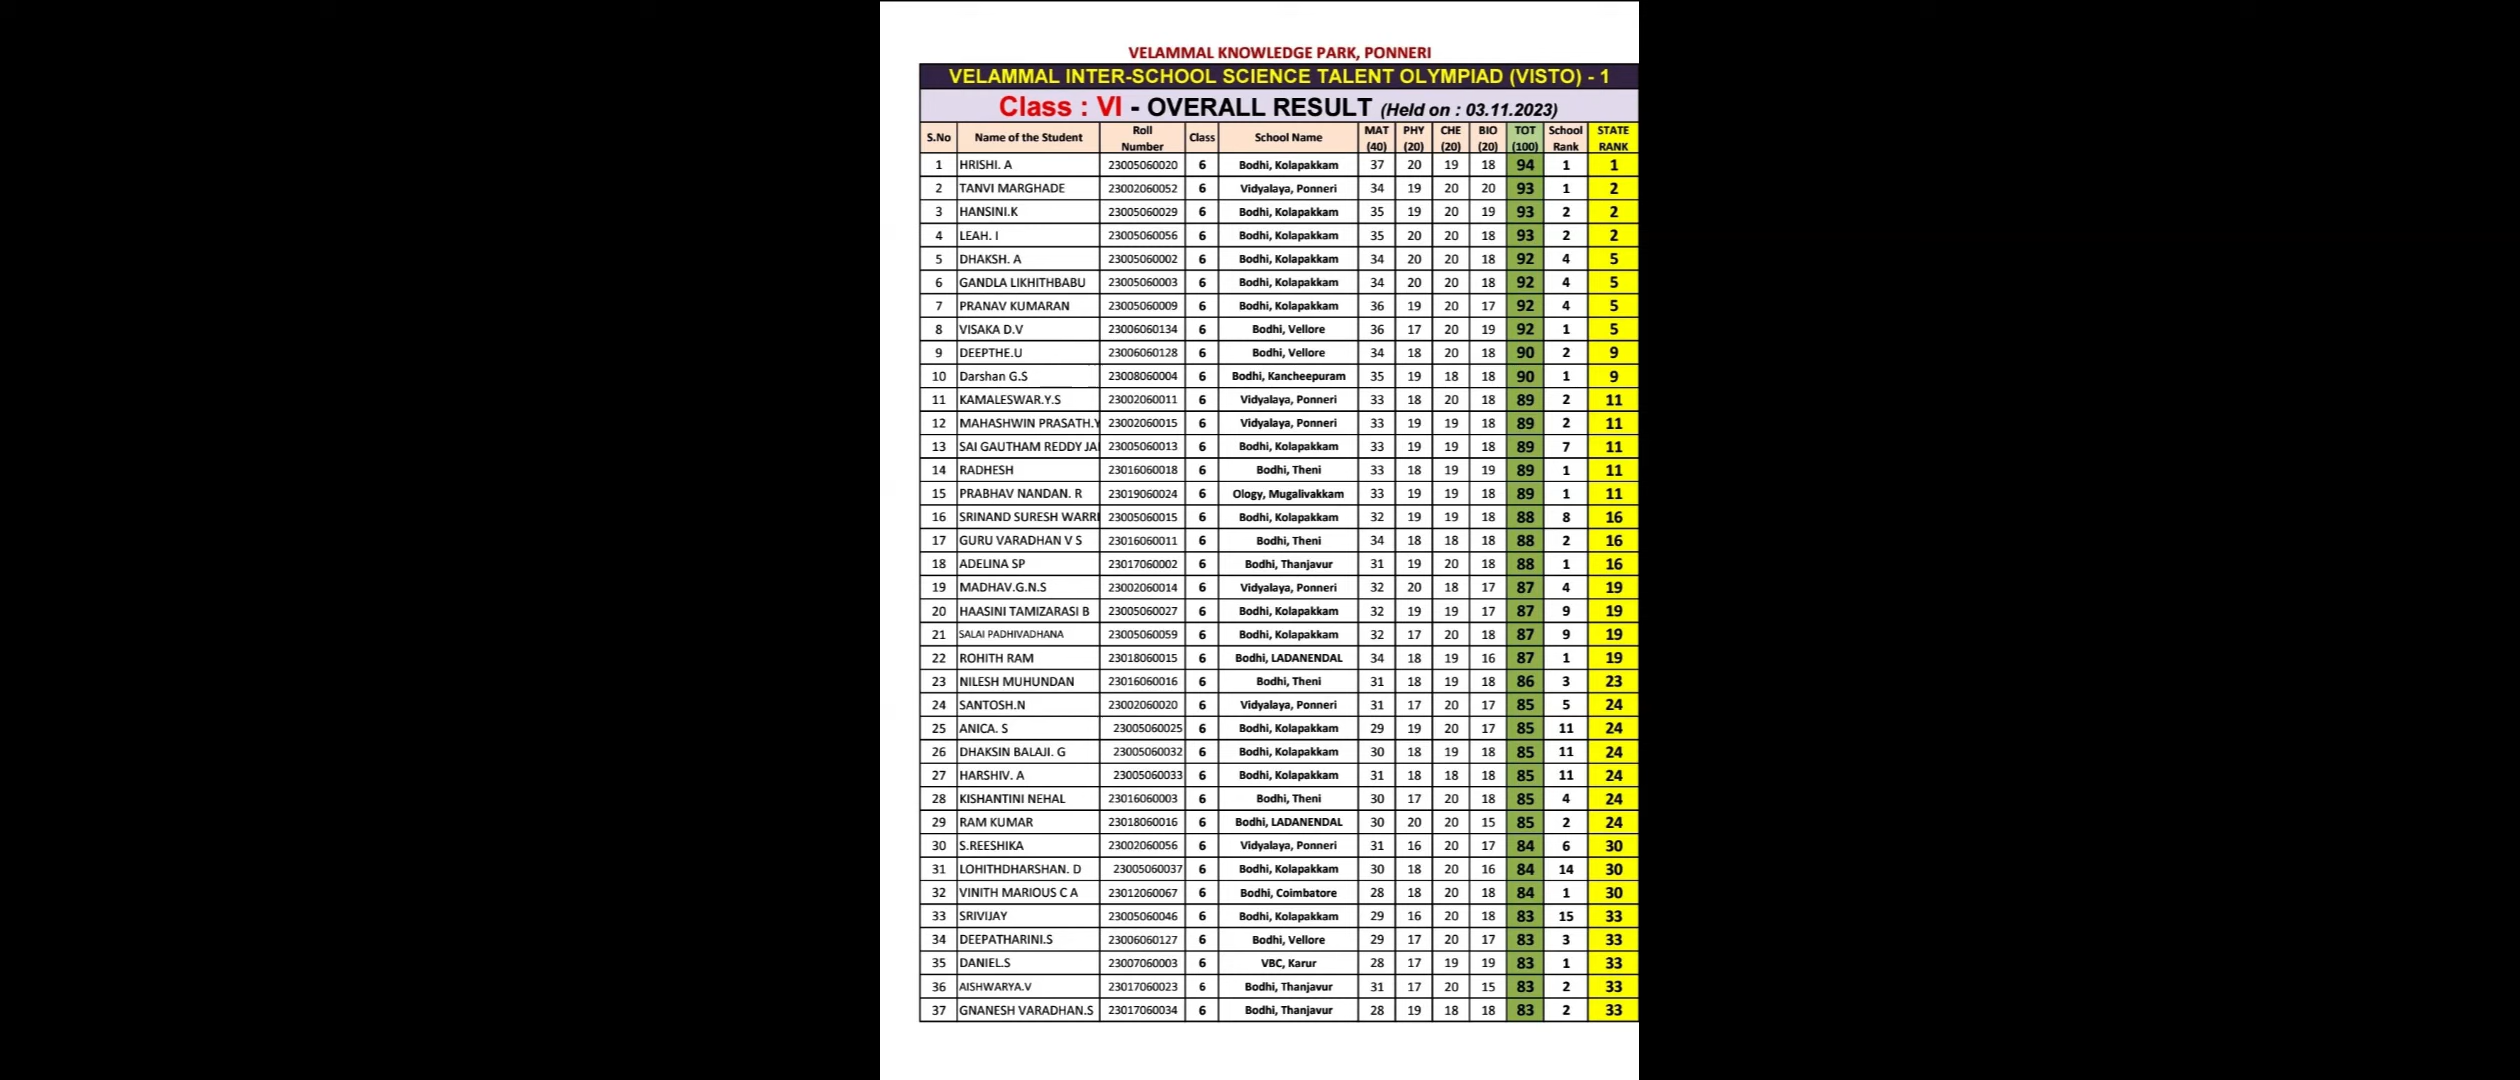 VELAMMAL KNOWLEDGE PARK, PONNERI
VELAMMAL INTER-SCHOOL SCIENCE TALENT OLYMPIAD (VISTO) - 1
Class : VI - OVERALL RESULT (Held on : 03.11.2023)
S.No Name of the Student Roll Number Class School Name MAT (40) PHY (20) CHE (20) BIO (20) TOT (100) School Rank STATE RANK
1 HRISHI. A 23005060020 6 Bodhi, Kolapakkam 37 20 19 18 94 1 1
2 TANVI MARGHADE 23002060052 6 Vidyalaya, Ponneri 34 19 20 20 93 1 2
3 HANSINI.K 23005060029 6 Bodhi, Kolapakkam 35 19 20 19 93 2 2
4 LEAH. I 23005060056 6 Bodhi, Kolapakkam 35 20 20 18 93 2 2
5 DHAKSH. A 23005060002 6 Bodhi, Kolapakkam 34 20 20 18 92 4 5
6 GANDLA LIKHITHBABU 23005060003 6 Bodhi, Kolapakkam 34 20 20 18 92 4 5
7 PRANAV KUMARAN 23005060009 6 Bodhi, Kolapakkam 36 19 20 17 92 4 5
8 VISAKA D.V 23006060134 6 Bodhi, Vellore 36 17 20 19 92 1 5
9 DEEPTHE.U 23006060128 6 Bodhi, Vellore 34 18 20 18 90 2 9
10 Darshan G.S 23008060004 6 Bodhi, Kancheepuram 35 19 18 18 90 1 9
11 KAMALESWAR.Y.S 23002060011 6 Vidyalaya, Ponneri 33 18 20 18 89 2 11
12 MAHASHWIN PRASATH.Y 23002060015 6 Vidyalaya, Ponneri 33 19 19 18 89 2 11
13 SAI GAUTHAM REDDY JA 23005060013 6 Bodhi, Kolapakkam 33 19 19 18 89 7 11
14 RADHESH 23016060018 6 Bodhi, Theni 33 18 19 19 89 1 11
15 PRABHAV NANDAN. R 23019060024 6 Ology, Mugalivakkam 33 19 19 18 89 1 11
16 SRINAND SURESH WARRI 23005060015 6 Bodhi, Kolapakkam 32 19 19 18 88 8 16
17 GURU VARADHAN V S 23016060011 6 Bodhi, Theni 34 18 18 18 88 2 16
18 ADELINA SP 23017060002 6 Bodhi, Thanjavur 31 19 20 18 88 1 16
19 MADHAV.G.N.S 23002060014 6 Vidyalaya, Ponneri 32 20 18 17 87 4 19
20 HAASINI TAMIZARASI B 23005060027 6 Bodhi, Kolapakkam 32 19 19 17 87 9 19
21 SALAI PADHIVADHANA 23005060059 6 Bodhi, Kolapakkam 32 17 20 18 87 9 19
22 ROHITH RAM 23018060015 6 Bodhi, LADANENDAL 34 18 19 16 87 1 19
23 NILESH MUHUNDAN 23016060016 6 Bodhi, Theni 31 18 19 18 86 3 23
24 SANTOSH.N 23002060020 6 Vidyalaya, Ponneri 31 17 20 17 85 5 24
25 ANICA. S 23005060025 6 Bodhi, Kolapakkam 29 19 20 17 85 11 24
26 DHAKSIN BALAJI. G 23005060032 6 Bodhi, Kolapakkam 30 18 19 18 85 11 24
27 HARSHIV. A 23005060033 6 Bodhi, Kolapakkam 31 18 18 18 85 11 24
28 KISHANTINI NEHAL 23016060003 6 Bodhi, Theni 30 17 20 18 85 4 24
29 RAM KUMAR 23018060016 6 Bodhi, LADANENDAL 30 20 20 15 85 2 24
30 S.REESHIKA 23002060056 6 Vidyalaya, Ponneri 31 16 20 17 84 6 30
31 LOHITHDHARSHAN. D 23005060037 6 Bodhi, Kolapakkam 30 18 20 16 84 14 30
32 VINITH MARIOUS C A 23012060067 6 Bodhi, Coimbatore 28 18 20 18 84 1 30
33 SRIVIJAY 23005060046 6 Bodhi, Kolapakkam 29 16 20 18 83 15 33
34 DEEPATHARINI.S 23006060127 6 Bodhi, Vellore 29 17 20 17 83 3 33
35 DANIEL.S 23007060003 6 VBC, Karur 28 17 19 19 83 1 33
36 AISHWARYA.V 23017060023 6 Bodhi, Thanjavur 31 17 20 15 83 2 33
37 GNANESH VARADHAN.S 23017060034 6 Bodhi, Thanjavur 28 19 18 18 83 2 33